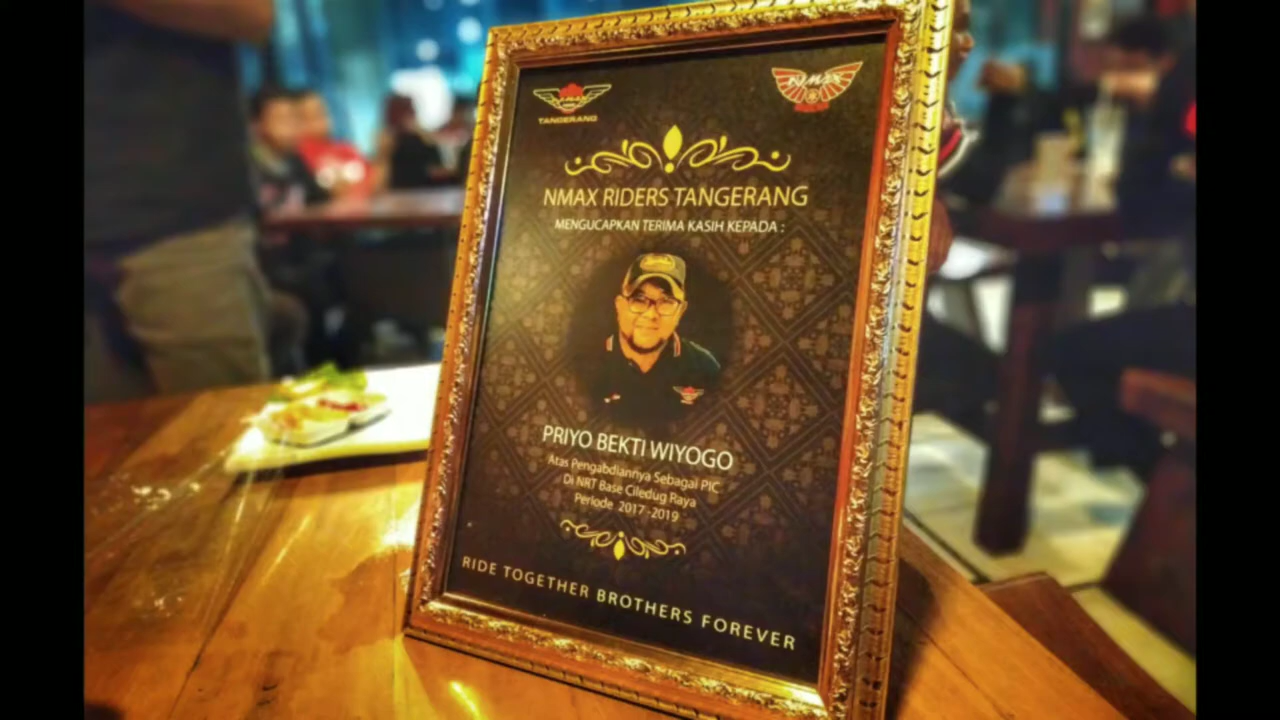 TANGERANG
NMAX
NMAX RIDERS TANGERANG
MENGUCAPKAN TERIMA KASIH KEPADA :
PRIYO BEKTI WIYOGO
Atas Pengabdiannya Sebagai PIC
Di NRT Base Ciledug Raya
Periode 2017 -2019
RIDE TOGETHER BROTHERS FOREVER